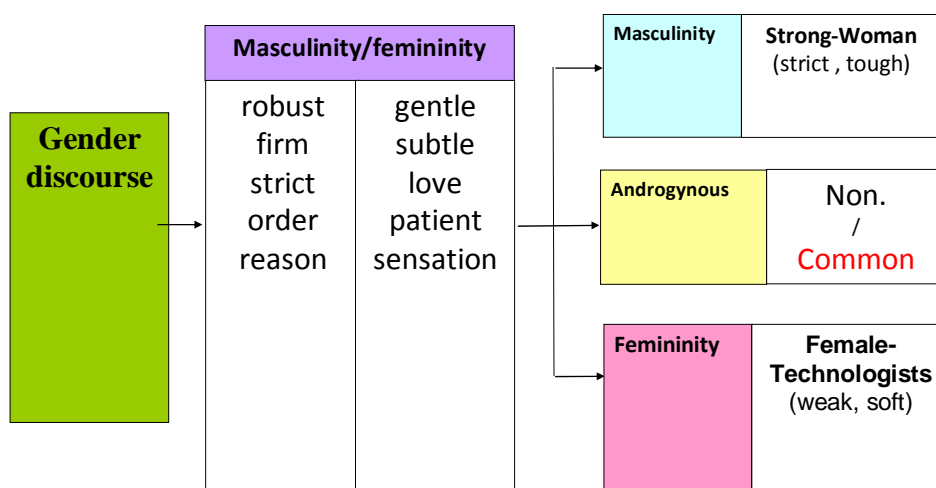 Gender
discourse
Masculinity/femininity
robust
firm
strict
order
reason
gentle
subtle
love
patient
sensation
Masculinity
Strong-Woman
(strict , tough)
Androgynous
Non.
/
Common
Femininity
Female-
Technologists
(weak, soft)